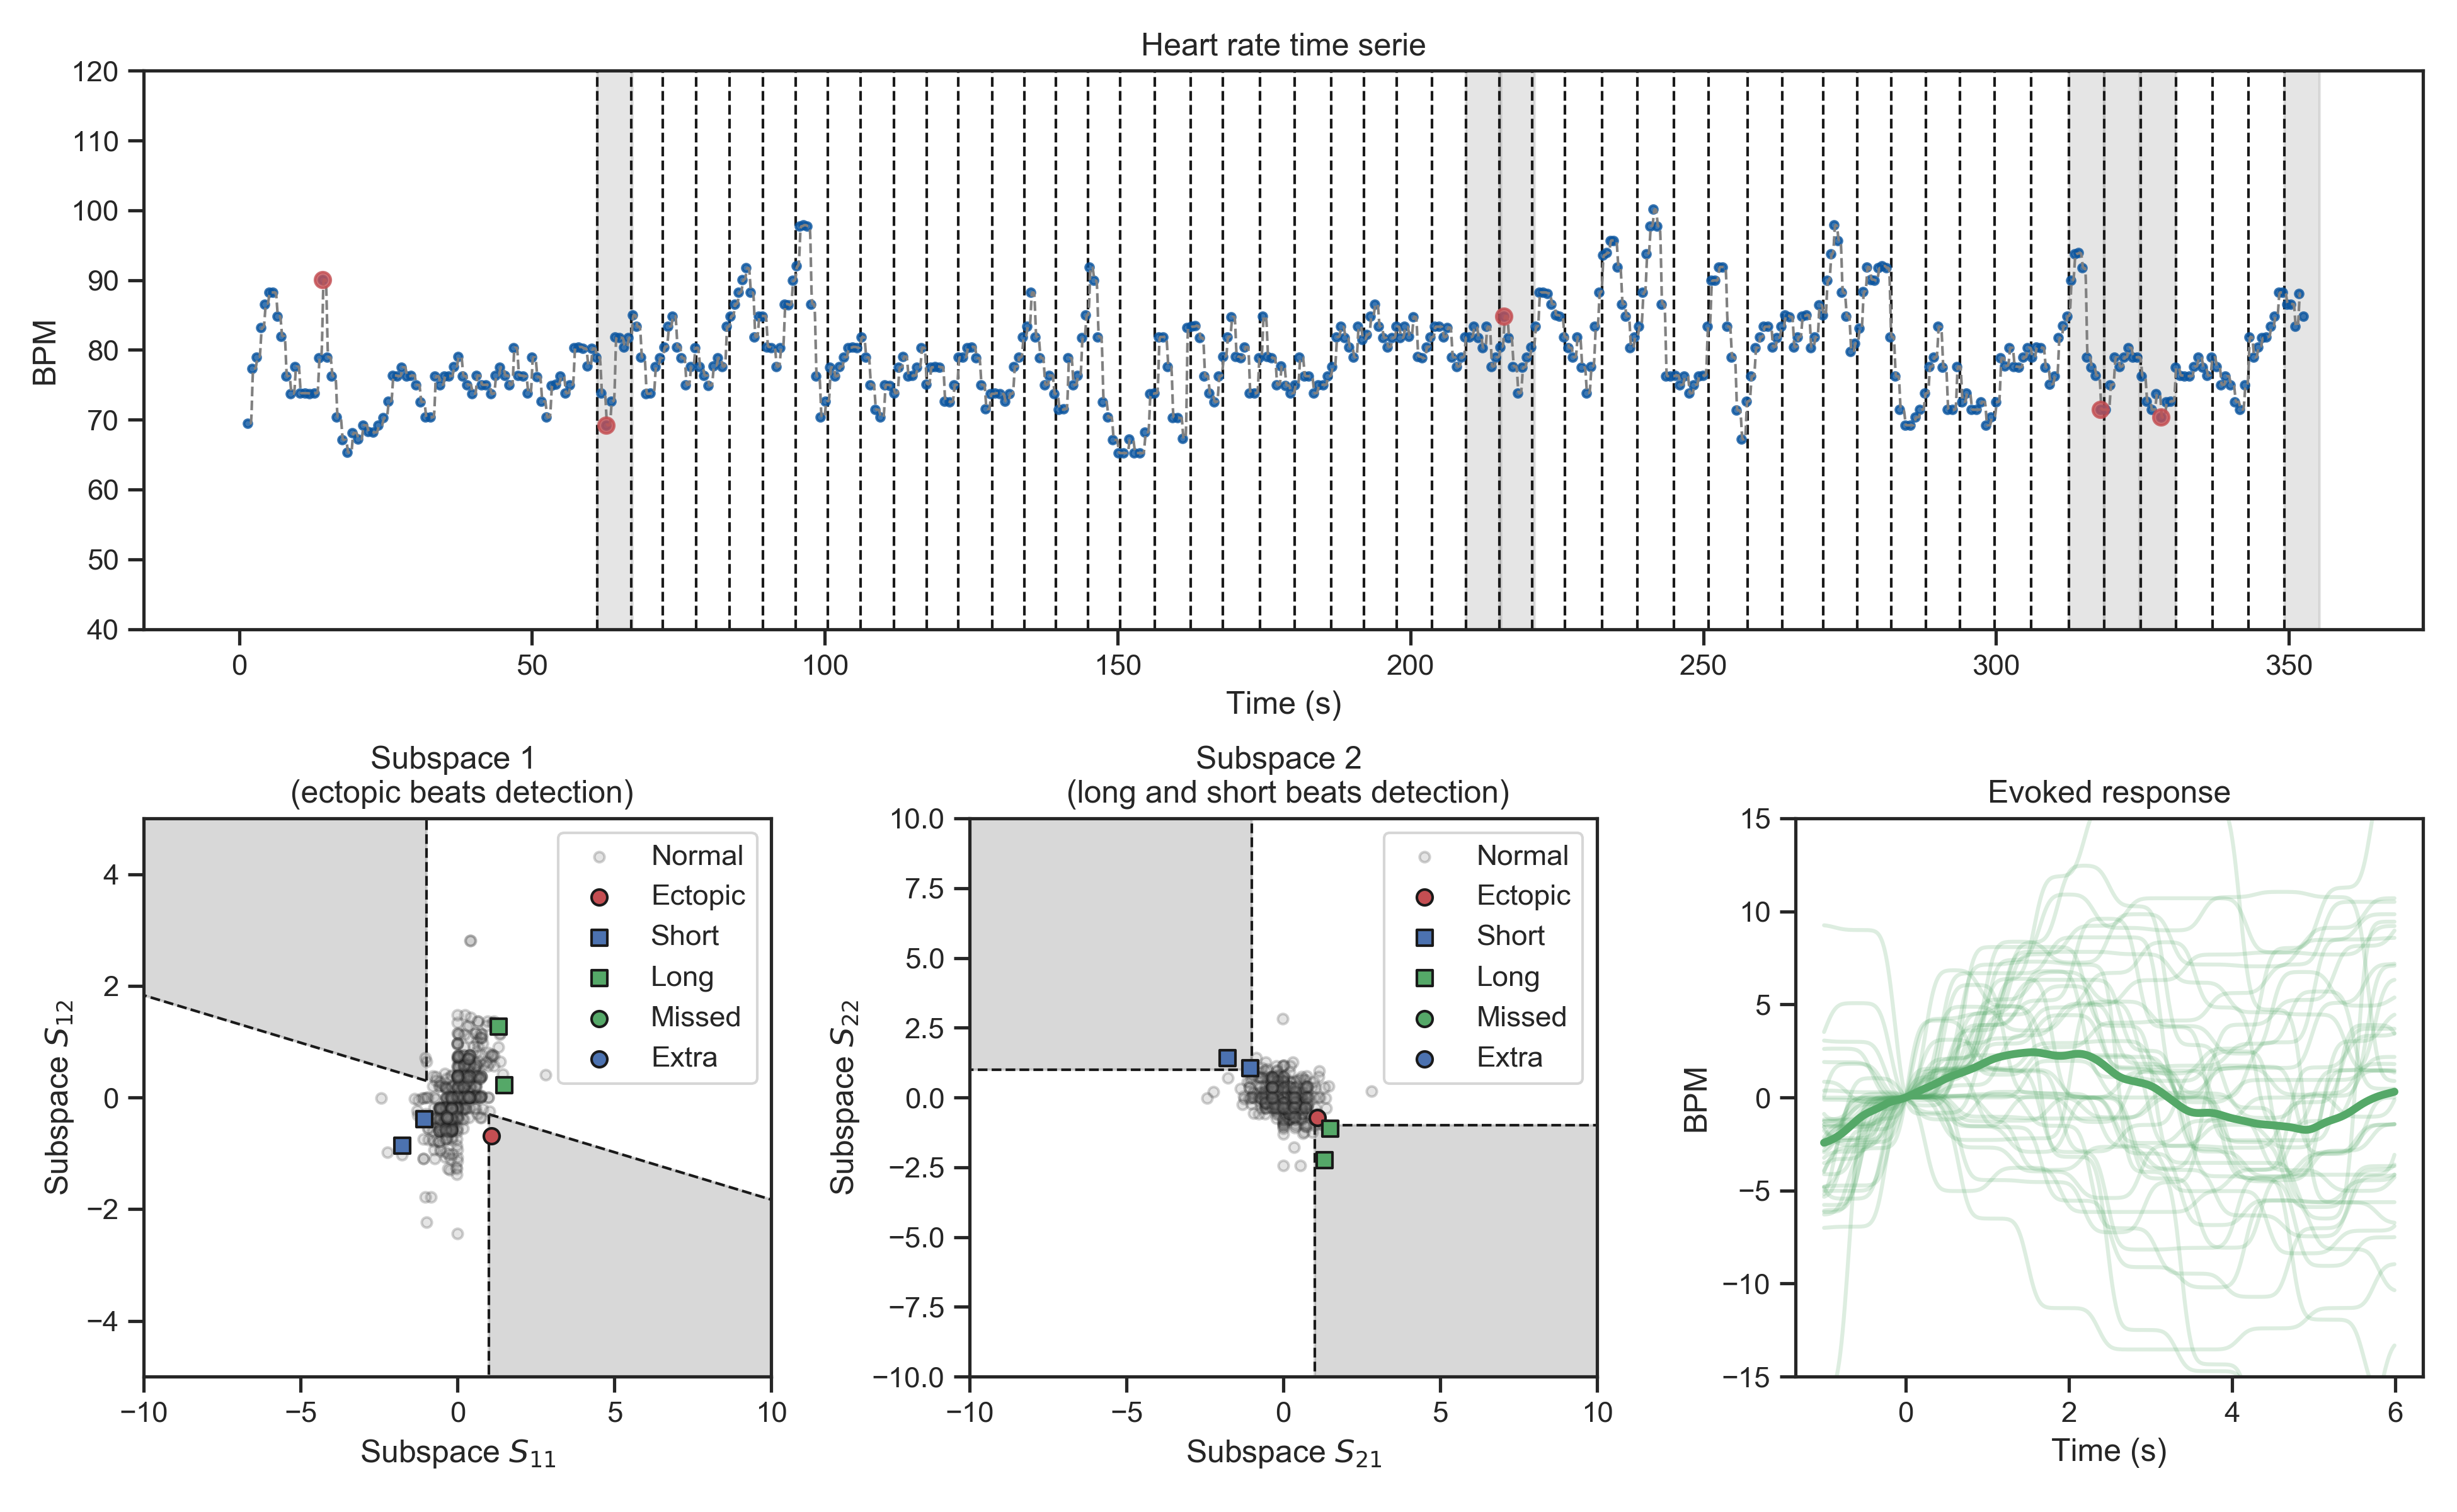 Heart rate time serie
120
110
100
90
80
70
60
50
40
BPM
0 50 100 150 200 250 300 350
Time (s)
Subspace 1
(ectopic beats detection)
4
2
0
−2
−4
Subspace S12
Normal
Ectopic
Short
Long
Missed
Extra
−10 −5 0 5 10
Subspace S11
Subspace 2
(long and short beats detection)
10.0
7.5
5.0
2.5
0.0
−2.5
−5.0
−7.5
−10.0
Subspace S22
Normal
Ectopic
Short
Long
Missed
Extra
−10 −5 0 5 10
Subspace S21
Evoked response
15
10
5
0
−5
−10
−15
BPM
0 2 4 6
Time (s)